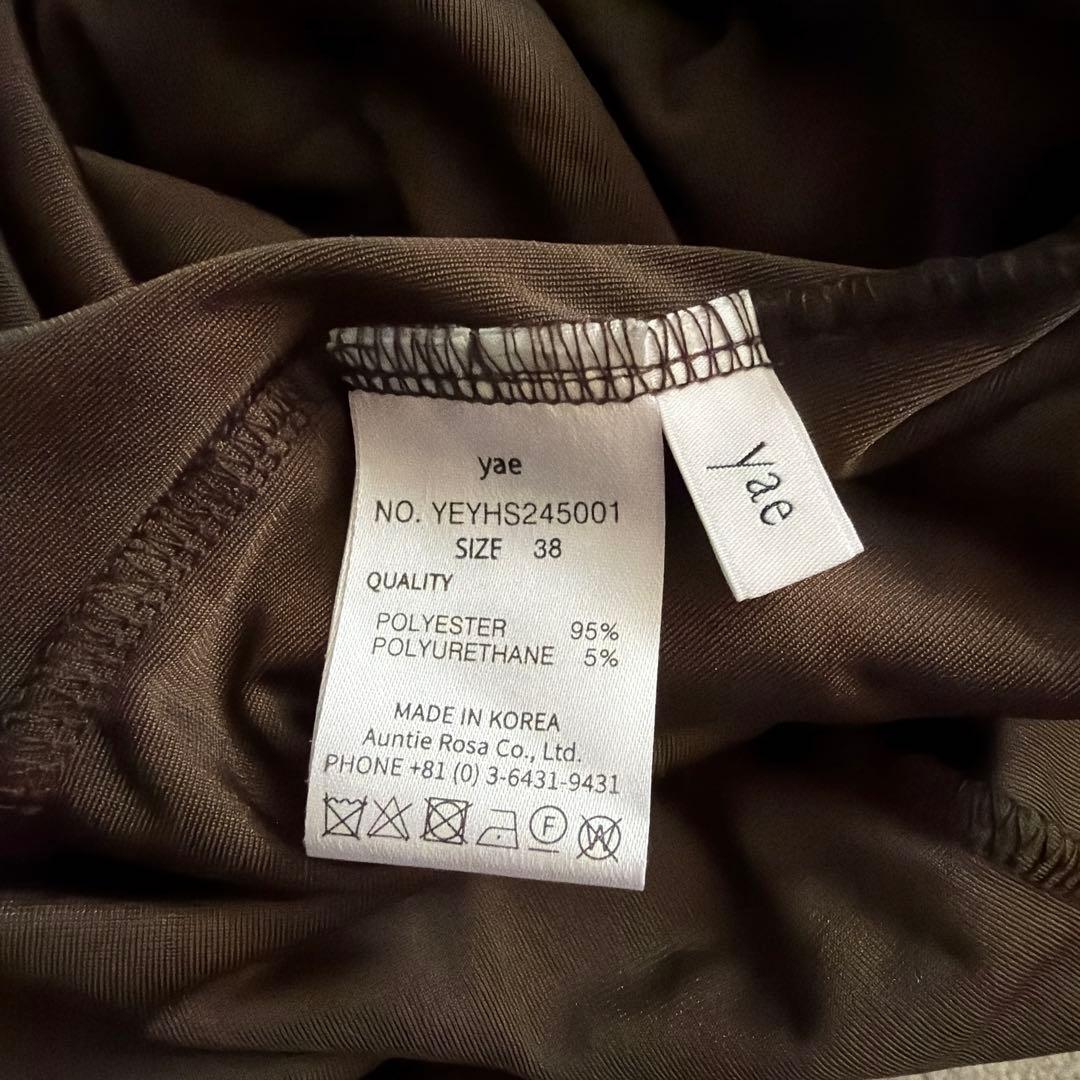 yae
NO. YEYHS245001
SIZE 38
QUALITY
POLYESTER 95%
POLYURETHANE 5%
MADE IN KOREA
Auntie Rosa Co., Ltd.
PHONE +81 (0) 3-6431-9431
F
W
yae